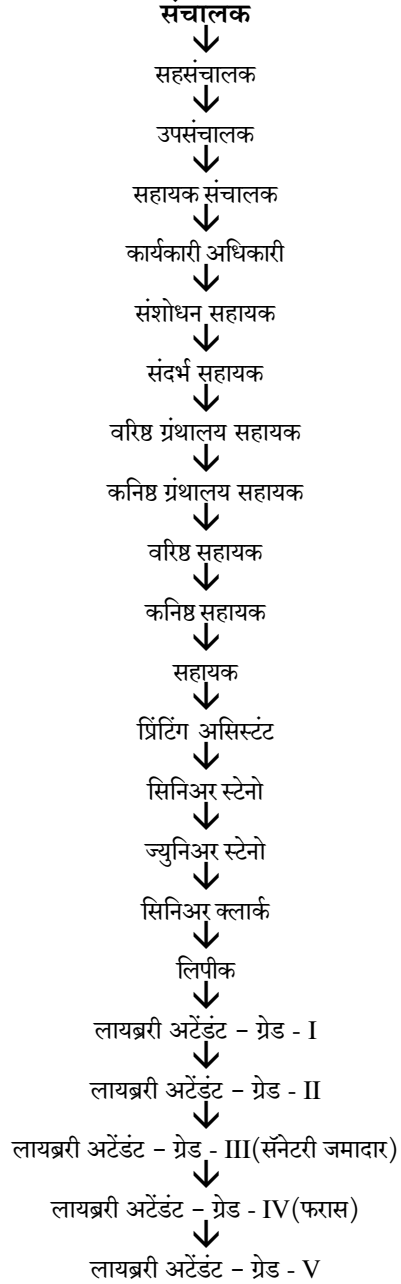 संचालक
सहसंचालक
उपसंचालक
सहायक संचालक
कार्यकारी अधिकारी
संशोधन सहायक
संदर्भ सहायक
वरिष्ठ ग्रंथालय सहायक
कनिष्ठ ग्रंथालय सहायक
वरिष्ठ सहायक
कनिष्ठ सहायक
सहायक
प्रिंटिंग असिस्टंट
सिनिअर स्टेनो
ज्युनिअर स्टेनो
सिनिअर क्लार्क
लिपीक
लायब्ररी अटेंडंट – ग्रेड - I
लायब्ररी अटेंडंट – ग्रेड - II
लायब्ररी अटेंडंट – ग्रेड - III(सॅनेटरी जमादार)
लायब्ररी अटेंडंट – ग्रेड - IV(फरास)
लायब्ररी अटेंडंट – ग्रेड - V